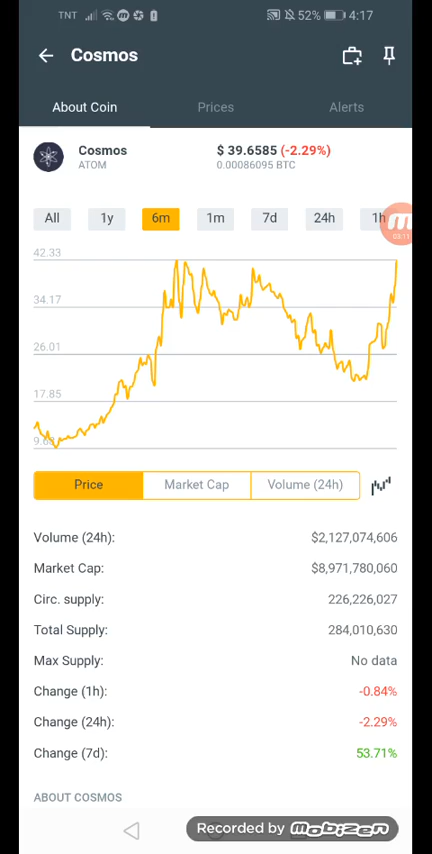 TNT 52% 4:17
Cosmos
About Coin Prices Alerts
Cosmos $ 39.6585 (-2.29%)
ATOM 0.00086095 BTC
All 1y 6m 1m 7d 24h 1h
03:11
42.33
34.17
26.01
17.85
Price Market Cap Volume (24h)
Volume (24h): $2,127,074,606
Market Cap: $8,971,780,060
Circ. supply: 226,226,027
Total Supply: 284,010,630
Max Supply: No data
Change (1h): -0.84%
Change (24h): -2.29%
Change (7d): 53.71%
ABOUT COSMOS
Recorded by mobizen